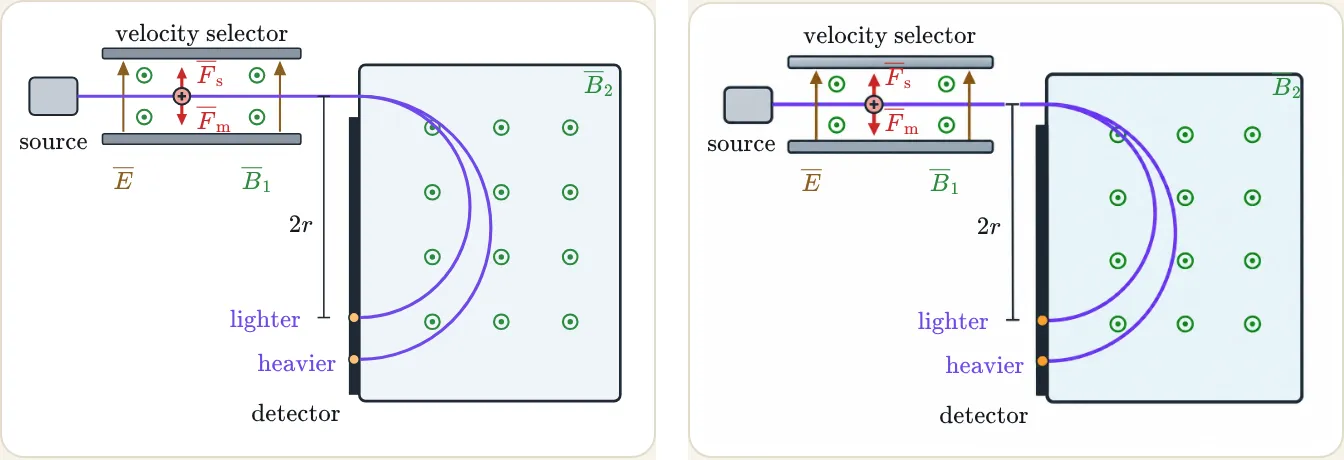 velocity selector
F̅s
B̅2
F̅m
source
E̅
B̅1
2r
lighter
heavier
detector
velocity selector
F̅s
B̅2
F̅m
source
E̅
B̅1
2r
lighter
heavier
detector